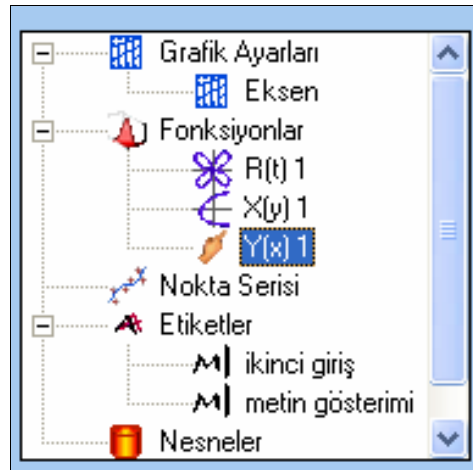 Grafik Ayarları
Eksen
Fonksiyonlar
R(t) 1
X(y) 1
Y(x) 1
Nokta Serisi
Etiketler
ikinci giriş
metin gösterimi
Nesneler